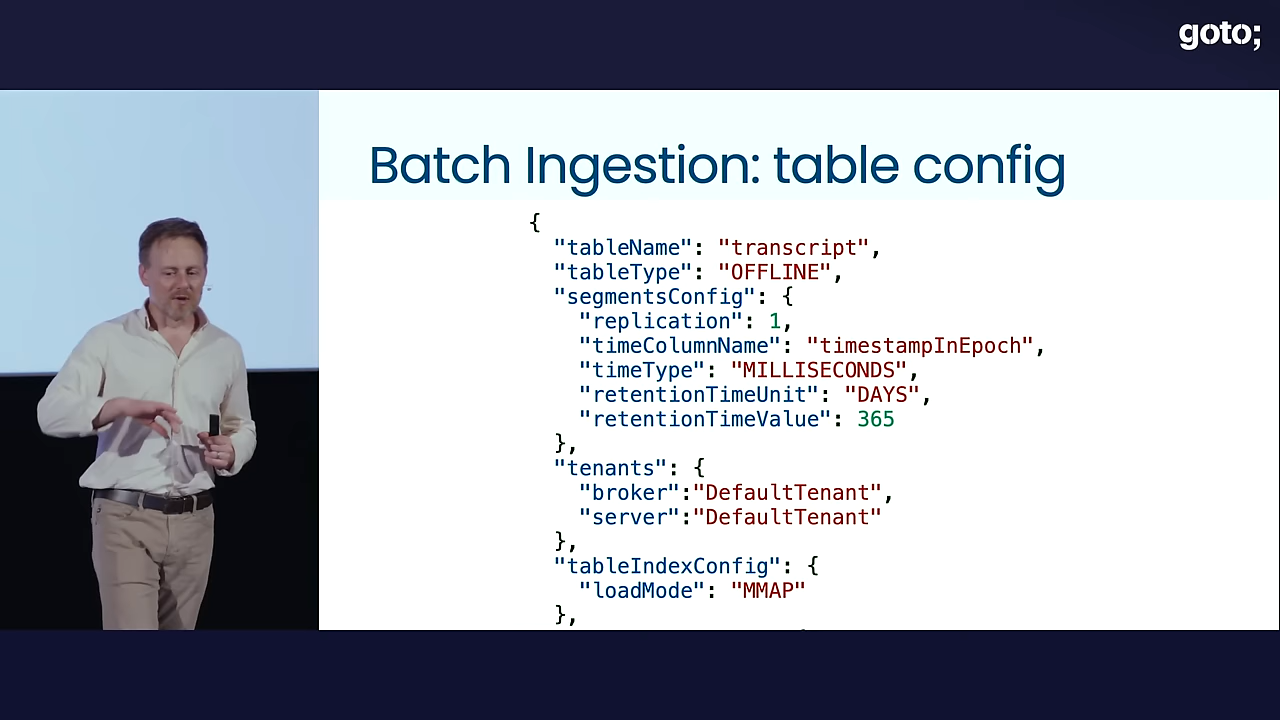 goto;
Batch Ingestion: table config
{
"tableName": "transcript",
"tableType": "OFFLINE",
"segmentsConfig": {
"replication": 1,
"timeColumnName": "timestampInEpoch",
"timeType": "MILLISECONDS",
"retentionTimeUnit": "DAYS",
"retentionTimeValue": 365
},
"tenants": {
"broker":"DefaultTenant",
"server":"DefaultTenant"
},
"tableIndexConfig": {
"loadMode": "MMAP"
},